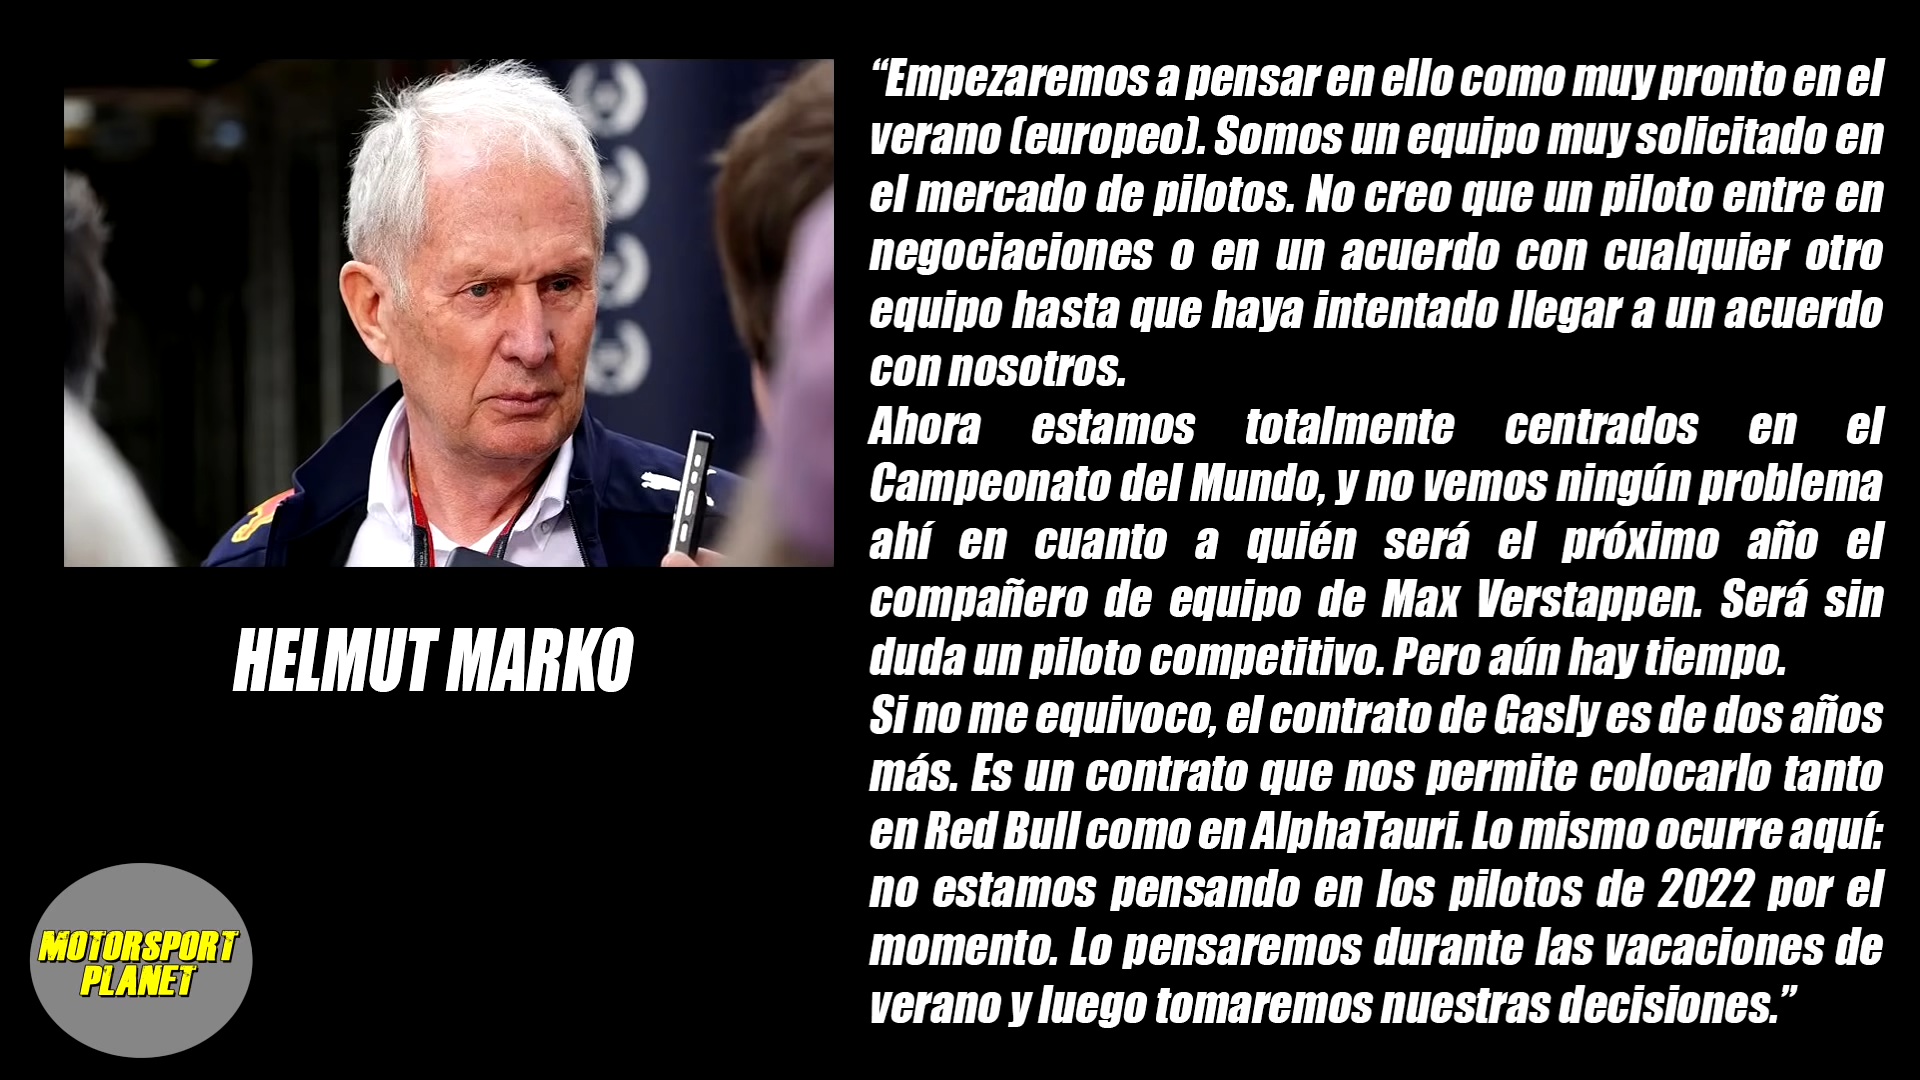 “Empezaremos a pensar en ello como muy pronto en el
verano (europeo). Somos un equipo muy solicitado en
el mercado de pilotos. No creo que un piloto entre en
negociaciones o en un acuerdo con cualquier otro
equipo hasta que haya intentado llegar a un acuerdo
con nosotros.
Ahora estamos totalmente centrados en el
Campeonato del Mundo, y no vemos ningún problema
ahí en cuanto a quién será el próximo año el
compañero de equipo de Max Verstappen. Será sin
duda un piloto competitivo. Pero aún hay tiempo.
Si no me equivoco, el contrato de Gasly es de dos años
más. Es un contrato que nos permite colocarlo tanto
en Red Bull como en AlphaTauri. Lo mismo ocurre aquí:
no estamos pensando en los pilotos de 2022 por el
momento. Lo pensaremos durante las vacaciones de
verano y luego tomaremos nuestras decisiones.”
HELMUT MARKO
MOTORSPORT
PLANET